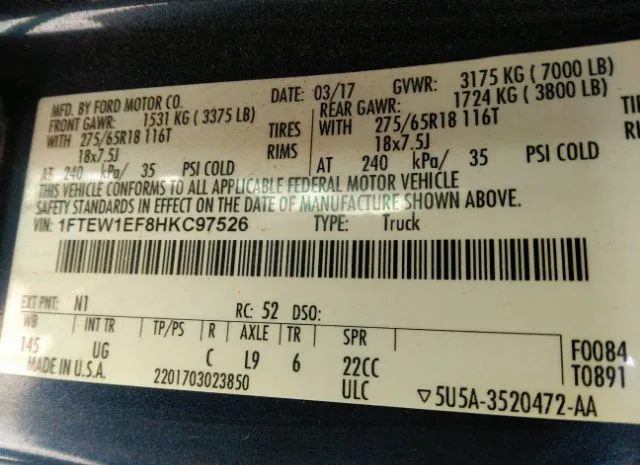 MFD. BY FORD MOTOR CO. DATE: 03/17 GVWR: 3175 KG ( 7000 LB)
FRONT GAWR: 1531 KG ( 3375 LB) REAR GAWR: 1724 KG ( 3800 LB)
WITH 275/65R18 116T TIRES WITH 275/65R18 116T TIRES
18x7.5J RIMS 18x7.5J
AT 240 kPa/ 35 PSI COLD AT 240 kPa/ 35 PSI COLD
THIS VEHICLE CONFORMS TO ALL APPLICABLE FEDERAL MOTOR VEHICLE
SAFETY STANDARDS IN EFFECT ON THE DATE OF MANUFACTURE SHOWN ABOVE.
VIN: 1FTEW1EF8HKC97526 TYPE: Truck
EXT PNT: N1 RC: 52 DSO:
WB INT TR TP/PS R AXLE TR SPR F0084
145 UG C L9 6 22CC T0891
MADE IN U.S.A. 2201703023850 ULC ▽5U5A-3520472-AA